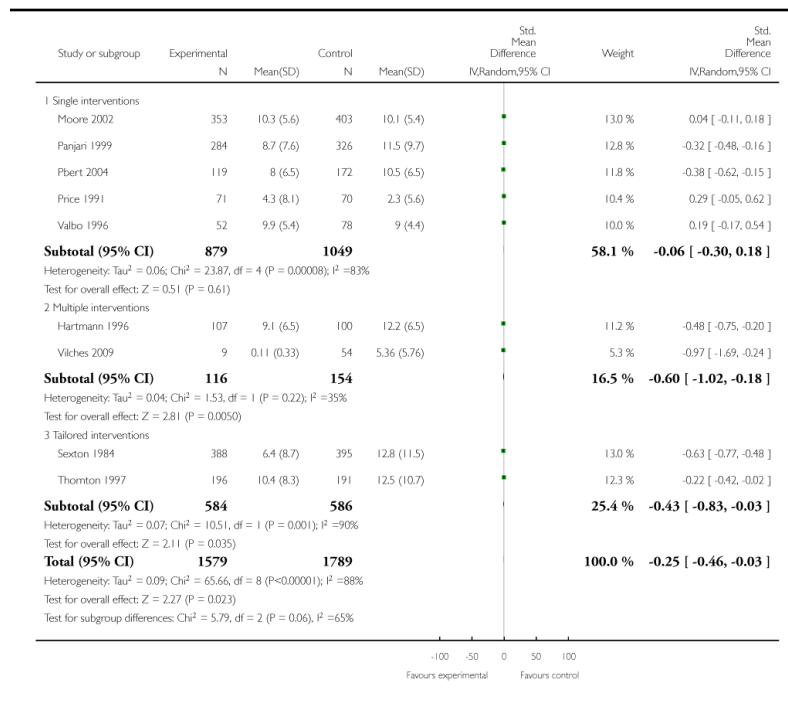 Study or subgroup Experimental Control Std. Mean Difference Weight Std. Mean Difference
N Mean(SD) N Mean(SD) IV,Random,95% CI IV,Random,95% CI
1 Single interventions
Moore 2002 353 10.3 (5.6) 403 10.1 (5.4) 13.0 % 0.04 [ -0.11, 0.18 ]
Panjari 1999 284 8.7 (7.6) 326 11.5 (9.7) 12.8 % -0.32 [ -0.48, -0.16 ]
Pbert 2004 119 8 (6.5) 172 10.5 (6.5) 11.8 % -0.38 [ -0.62, -0.15 ]
Price 1991 71 4.3 (8.1) 70 2.3 (5.6) 10.4 % 0.29 [ -0.05, 0.62 ]
Valbo 1996 52 9.9 (5.4) 78 9 (4.4) 10.0 % 0.19 [ -0.17, 0.54 ]
Subtotal (95% CI) 879 1049 58.1 % -0.06 [ -0.30, 0.18 ]
Heterogeneity: Tau² = 0.06; Chi² = 23.87, df = 4 (P = 0.00008); I² =83%
Test for overall effect: Z = 0.51 (P = 0.61)
2 Multiple interventions
Hartmann 1996 107 9.1 (6.5) 100 12.2 (6.5) 11.2 % -0.48 [ -0.75, -0.20 ]
Vilches 2009 9 0.11 (0.33) 54 5.36 (5.76) 5.3 % -0.97 [ -1.69, -0.24 ]
Subtotal (95% CI) 116 154 16.5 % -0.60 [ -1.02, -0.18 ]
Heterogeneity: Tau² = 0.04; Chi² = 1.53, df = 1 (P = 0.22); I² =35%
Test for overall effect: Z = 2.81 (P = 0.0050)
3 Tailored interventions
Sexton 1984 388 6.4 (8.7) 395 12.8 (11.5) 13.0 % -0.63 [ -0.77, -0.48 ]
Thornton 1997 196 10.4 (8.3) 191 12.5 (10.7) 12.3 % -0.22 [ -0.42, -0.02 ]
Subtotal (95% CI) 584 586 25.4 % -0.43 [ -0.83, -0.03 ]
Heterogeneity: Tau² = 0.07; Chi² = 10.51, df = 1 (P = 0.001); I² =90%
Test for overall effect: Z = 2.11 (P = 0.035)
Total (95% CI) 1579 1789 100.0 % -0.25 [ -0.46, -0.03 ]
Heterogeneity: Tau² = 0.09; Chi² = 65.66, df = 8 (P<0.00001); I² =88%
Test for overall effect: Z = 2.27 (P = 0.023)
Test for subgroup differences: Chi² = 5.79, df = 2 (P = 0.06), I² =65%
-100 -50 0 50 100
Favours experimental Favours control